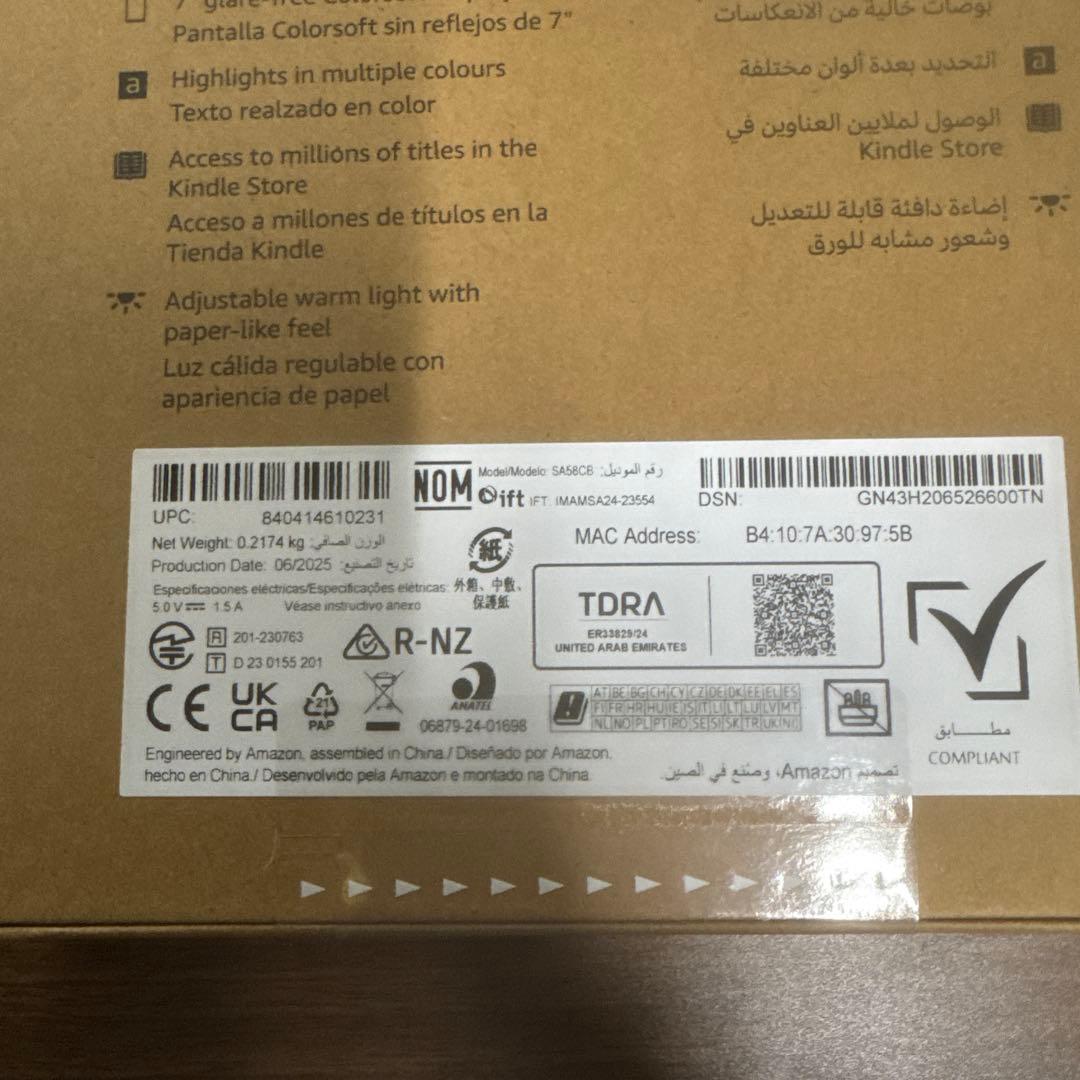 Pantalla Colorsoft sin reflejos de 7"
a Highlights in multiple colours
Texto realzado en color
Access to millions of titles in the
Kindle Store
Acceso a millones de títulos en la
Tienda Kindle
Adjustable warm light with
paper-like feel
Luz cálida regulable con
apariencia de papel
بوصات خالية من الانعكاسات
a التحديد بعدة ألوان مختلفة
الوصول لملايين العناوين في
Kindle Store
إضاءة دافئة قابلة للتعديل
وشعور مشابه للورق
UPC: 840414610231
Net Weight: 0.2174 kg الوزن الصافي:
Production Date: 06/2025 تاريخ التصنيع:
Especificaciones eléctricas/Especificações elétricas:
5.0 V 1.5 A Véase instructivo anexo
NOM
Model/Modelo: SA58CB رقم الموديل:
ift IFT: IMAMSA24-23554
紙
外箱、中敷、
保護紙
DSN: GN43H206526600TN
MAC Address: B4:10:7A:30:97:5B
R 201-230763
T D 23 0155 201
R-NZ
TDRA
ER33829/24
UNITED ARAB EMIRATES
CE
UK
CA
21
PAP
ANATEL
06879-24-01698
AT BE BG CH CY CZ DE DK EE EL ES
FI FR HR HU IE IS IT LI LT LU LV MT
NL NO PL PT RO SE SI SK TR UK(NI)
مطابق
COMPLIANT
Engineered by Amazon, assembled in China./ Diseñado por Amazon,
hecho en China./ Desenvolvido pela Amazon e montado na China.
تصميم Amazon، وصُنع في الصين.